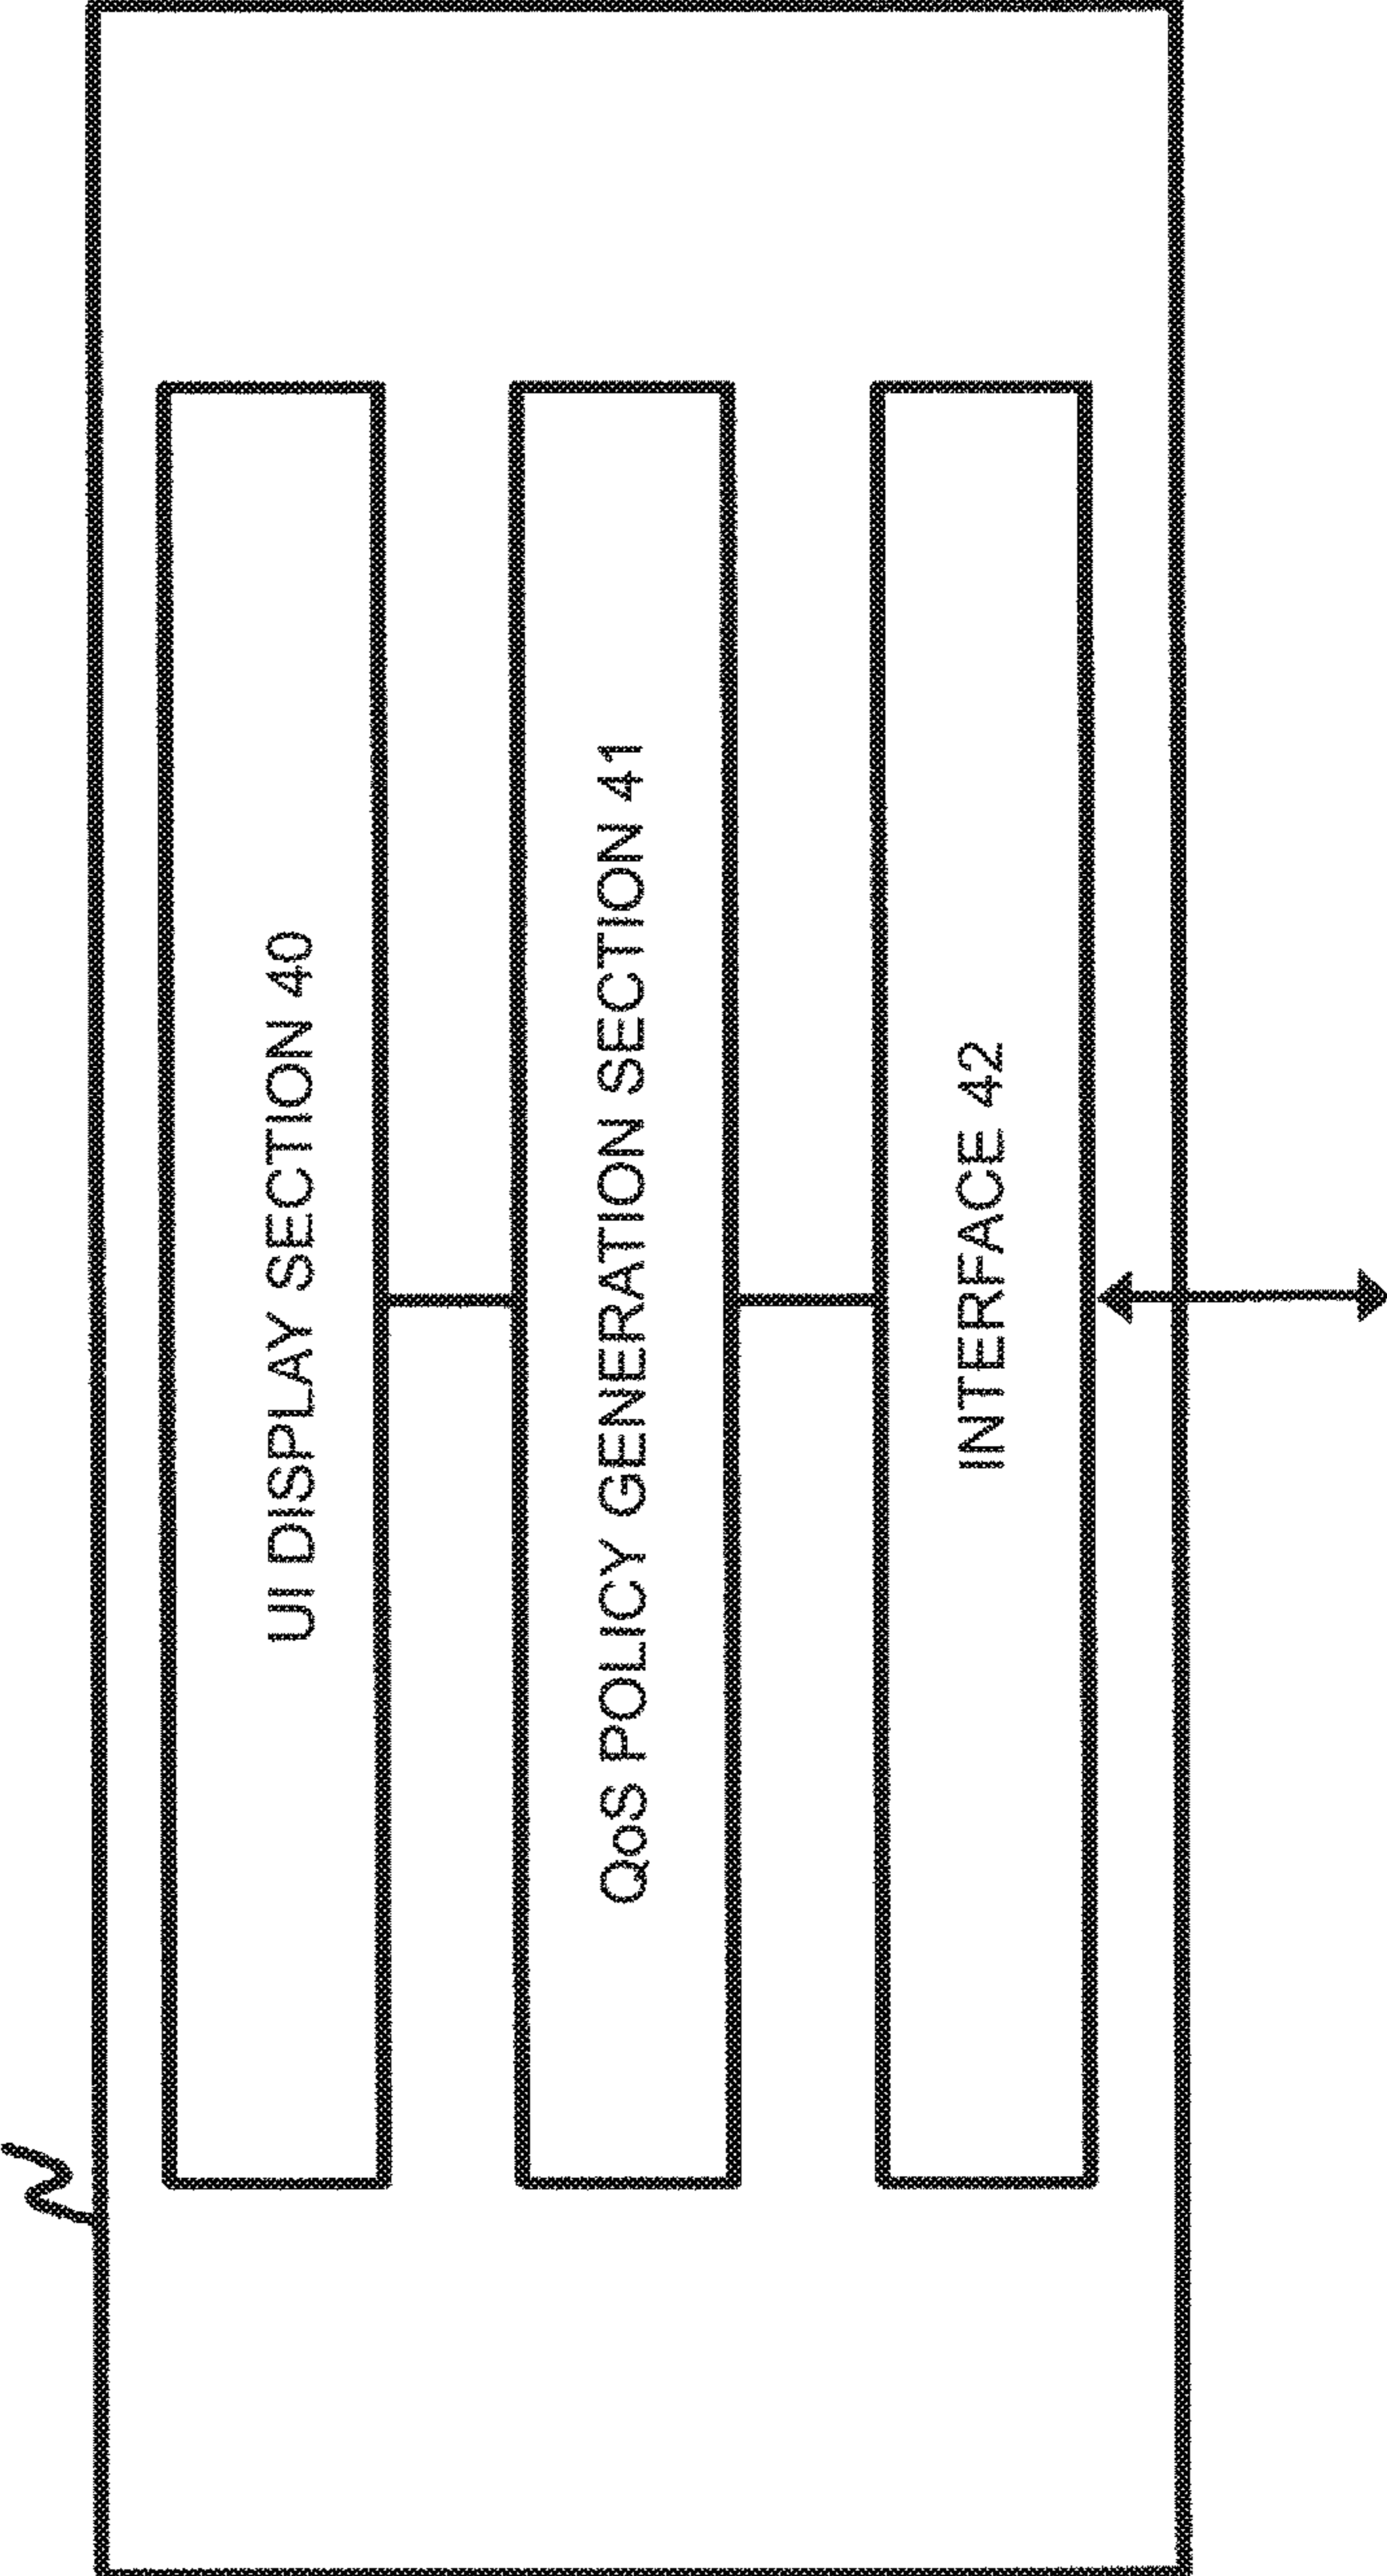 UI DISPLAY SECTION 40
QoS POLICY GENERATION SECTION 41
INTERFACE 42